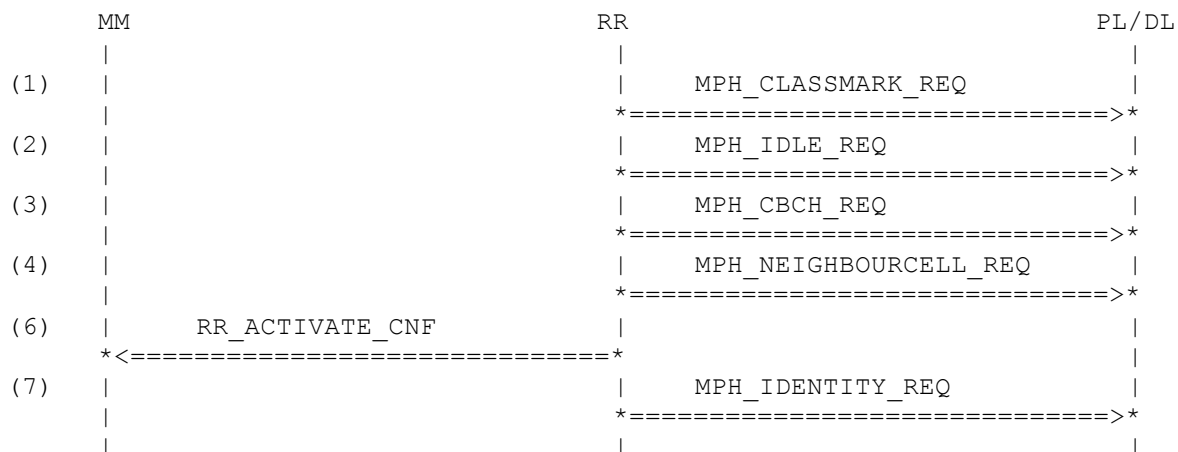 MM RR PL/DL
| | |
(1) | | MPH_CLASSMARK_REQ |
| *==============================>*
(2) | | MPH_IDLE_REQ |
| *==============================>*
(3) | | MPH_CBCH_REQ |
| *==============================>*
(4) | | MPH_NEIGHBOURCELL_REQ |
| *==============================>*
(6) | RR_ACTIVATE_CNF | |
*<==============================* |
(7) | | MPH_IDENTITY_REQ |
| *==============================>*
| | |